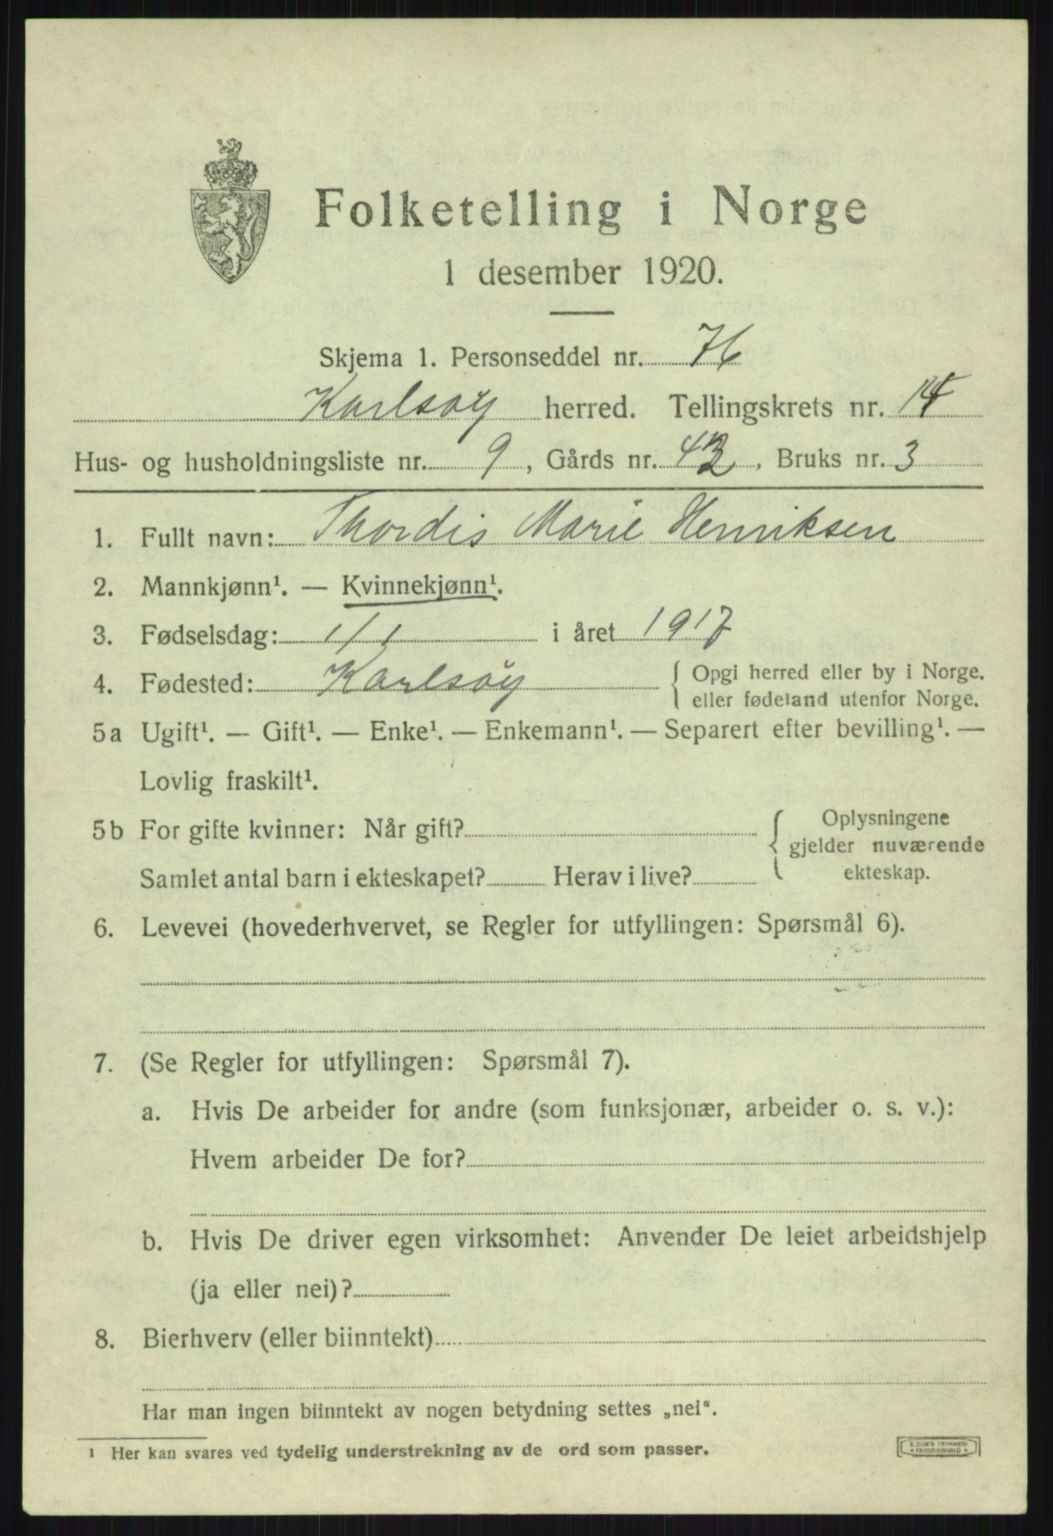 Folketelling i Norge
1 desember 1920.
Skjema 1. Personseddel nr. 76
Karlsøy herred. Tellingskrets nr. 14
Hus- og husholdningsliste nr. 9, Gårds nr. 42. Bruks nr. 3
1. Fullt navn: Thordis Marie Henriksen
2. Mannkjønn¹. — Kvinnekjønn¹.
3. Fødselsdag: 1/1 i året 1917
4. Fødested: Karlsøy { Opgi herred eller by i Norge.
eller fødeland utenfor Norge.
5a Ugift¹. — Gift¹. — Enke¹. — Enkemann¹. — Separert efter bevilling¹. —
Lovlig fraskilt¹.
5b For gifte kvinner: Når gift? { Oplysningene
gjelder nuværende
ekteskap.
Samlet antal barn i ekteskapet? Herav i live?
6. Levevei (hovederhvervet, se Regler for utfyllingen: Spørsmål 6).
7. (Se Regler for utfyllingen: Spørsmål 7).
a. Hvis De arbeider for andre (som funksjonær, arbeider o. s. v.):
Hvem arbeider De for?
b. Hvis De driver egen virksomhet: Anvender De leiet arbeidshjelp
(ja eller nei)?
8. Bierhverv (eller biinntekt)
Har man ingen biinntekt av nogen betydning settes „nei“.
¹ Her kan svares ved tydelig understrekning av de ord som passer.